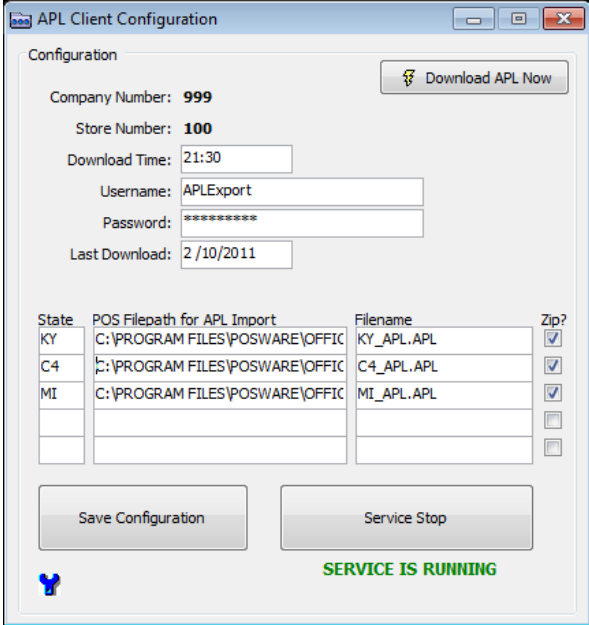 APL Client Configuration
Configuration
Download APL Now
Company Number: 999
Store Number: 100
Download Time: 21:30
Username: APLExport
Password: *********
Last Download: 2 /10/2011
State POS Filepath for APL Import Filename Zip?
KY C:\PROGRAM FILES\POSWARE\OFFIC KY_APL.APL
C4 C:\PROGRAM FILES\POSWARE\OFFIC C4_APL.APL
MI C:\PROGRAM FILES\POSWARE\OFFIC MI_APL.APL
Save Configuration Service Stop
SERVICE IS RUNNING